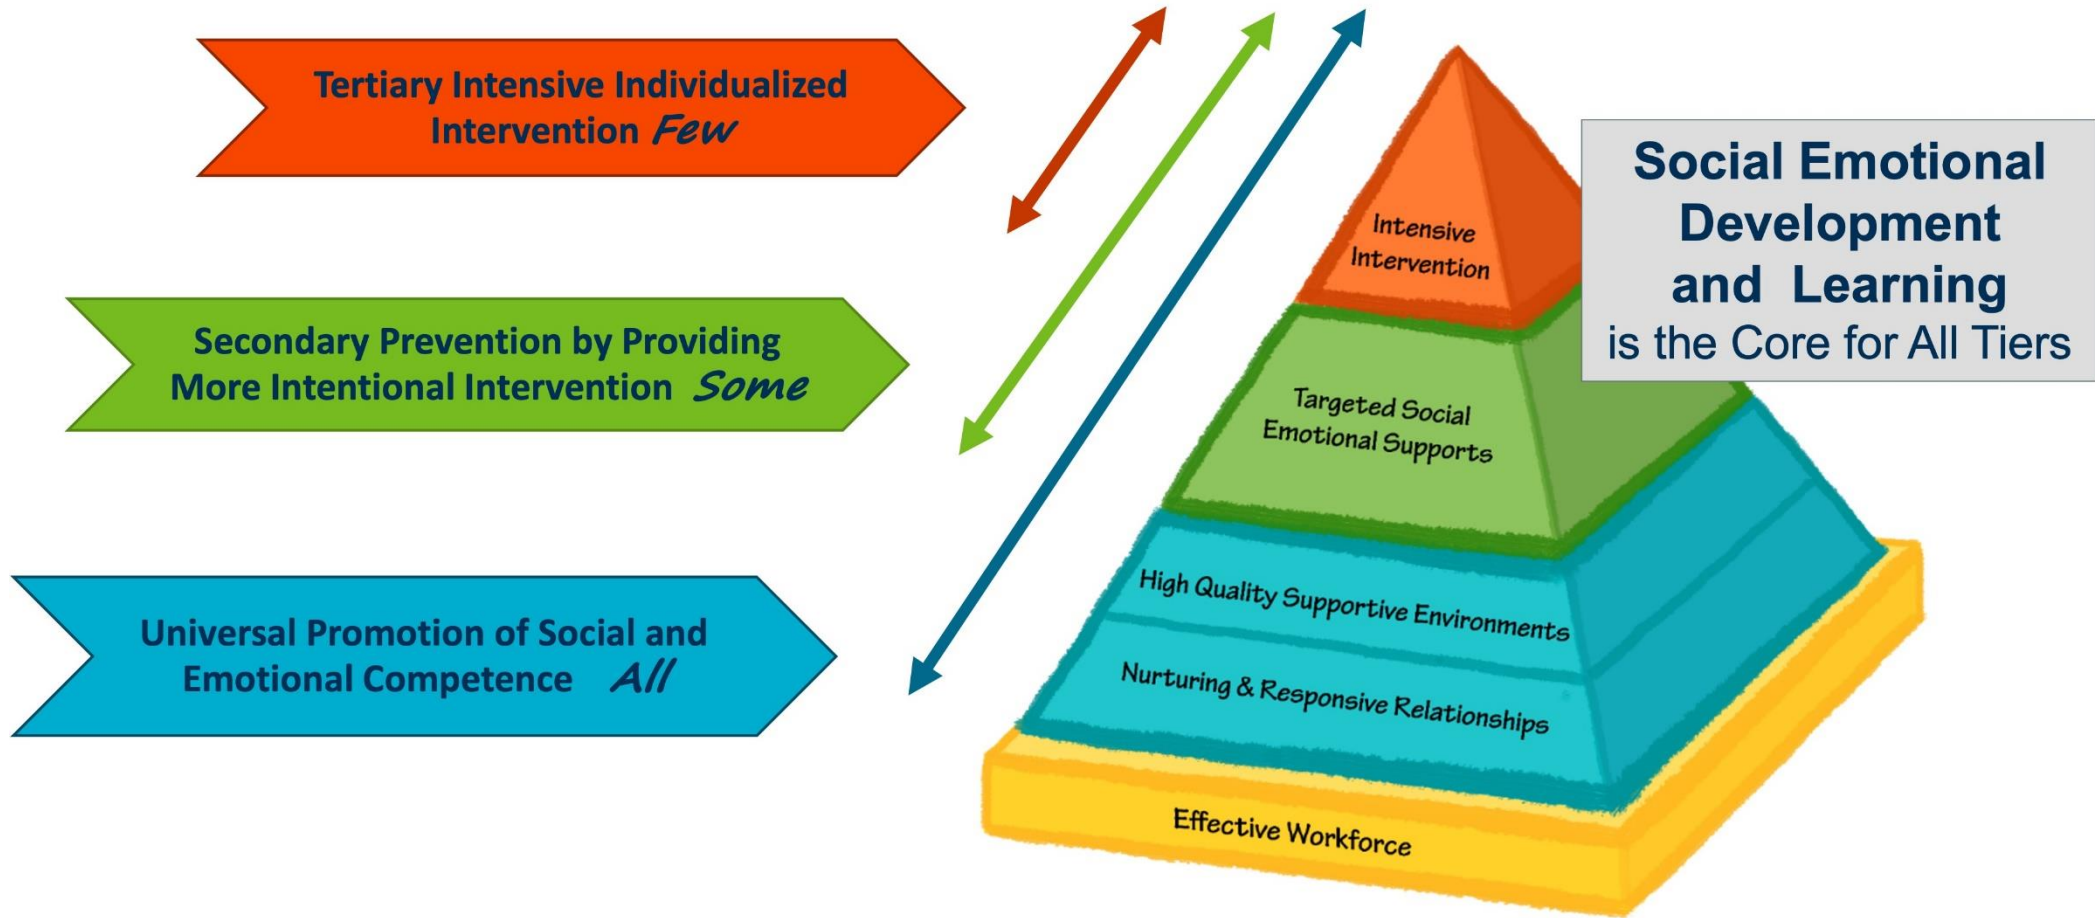 Tertiary Intensive Individualized
Intervention Few
Secondary Prevention by Providing
More Intentional Intervention Some
Universal Promotion of Social and
Emotional Competence All
Intensive
Intervention
Targeted Social
Emotional Supports
High Quality Supportive Environments
Nurturing & Responsive Relationships
Effective Workforce
Social Emotional
Development
and Learning
is the Core for All Tiers